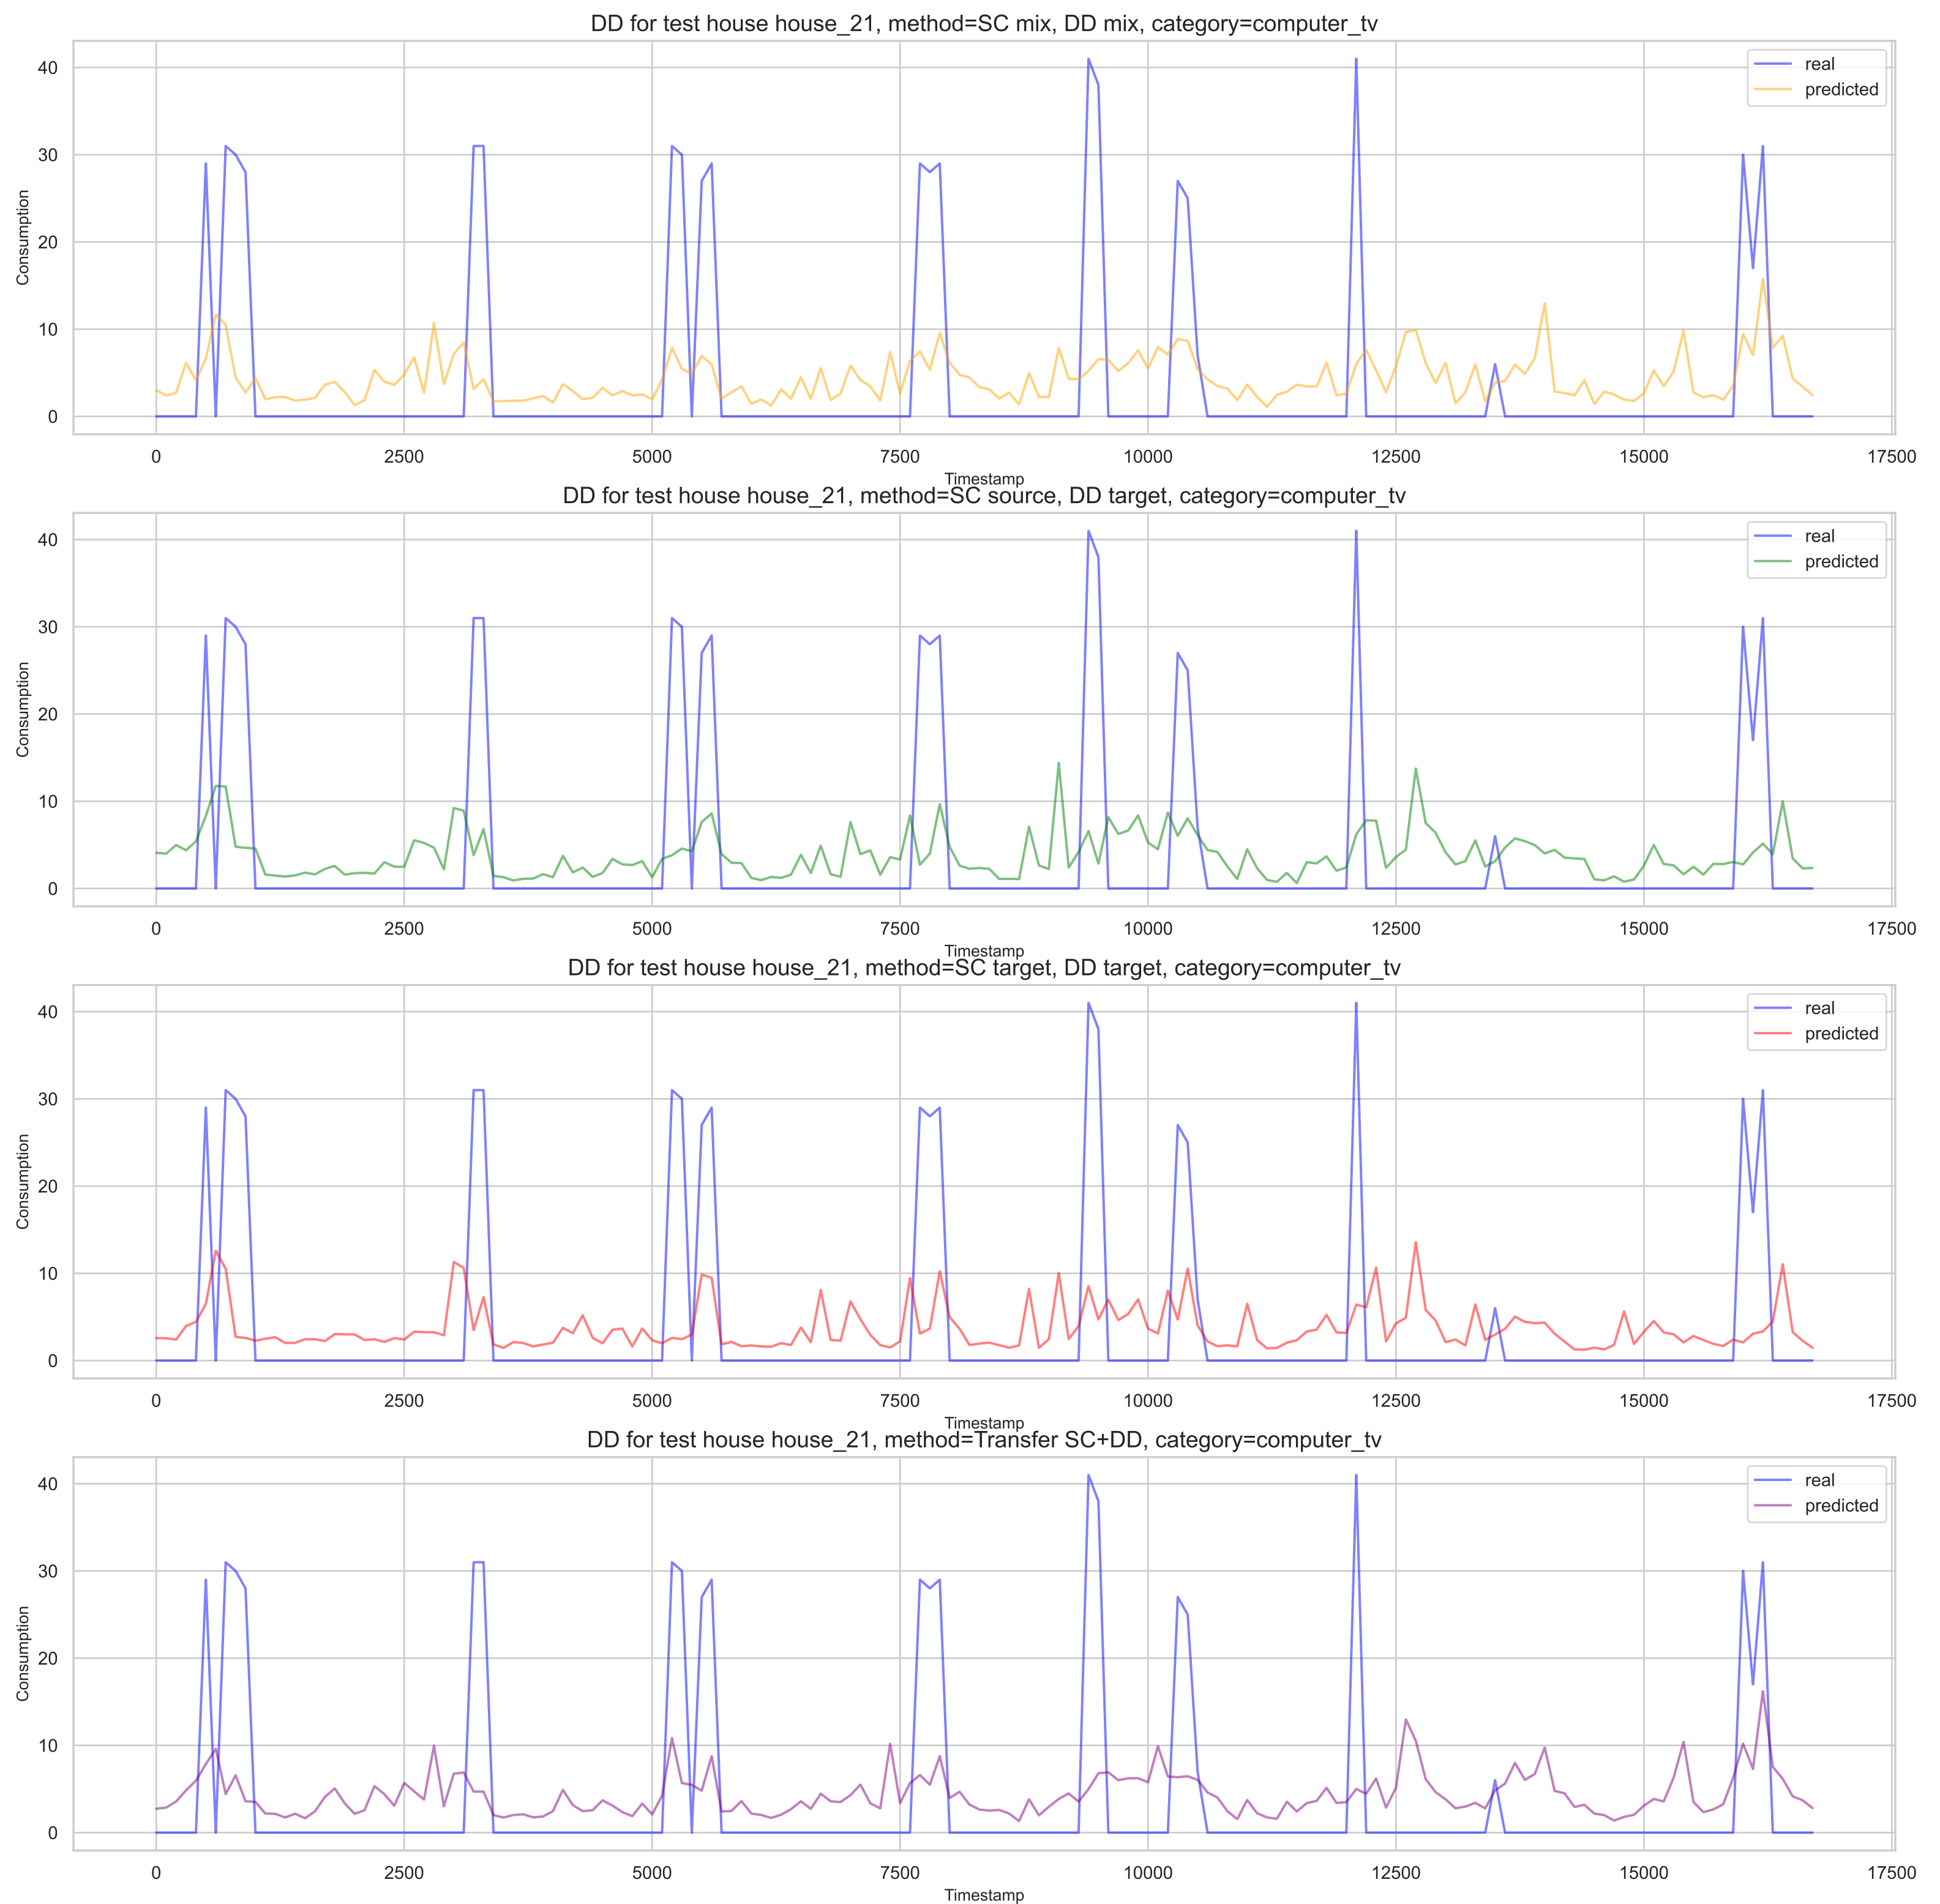 DD for test house house_21, method=SC mix, DD mix, category=computer_tv
real
predicted
Consumption
40
30
20
10
0
0 2500 5000 7500 10000 12500 15000 17500
Timestamp
DD for test house house_21, method=SC source, DD target, category=computer_tv
real
predicted
Consumption
40
30
20
10
0
0 2500 5000 7500 10000 12500 15000 17500
Timestamp
DD for test house house_21, method=SC target, DD target, category=computer_tv
real
predicted
Consumption
40
30
20
10
0
0 2500 5000 7500 10000 12500 15000 17500
Timestamp
DD for test house house_21, method=Transfer SC+DD, category=computer_tv
real
predicted
Consumption
40
30
20
10
0
0 2500 5000 7500 10000 12500 15000 17500
Timestamp